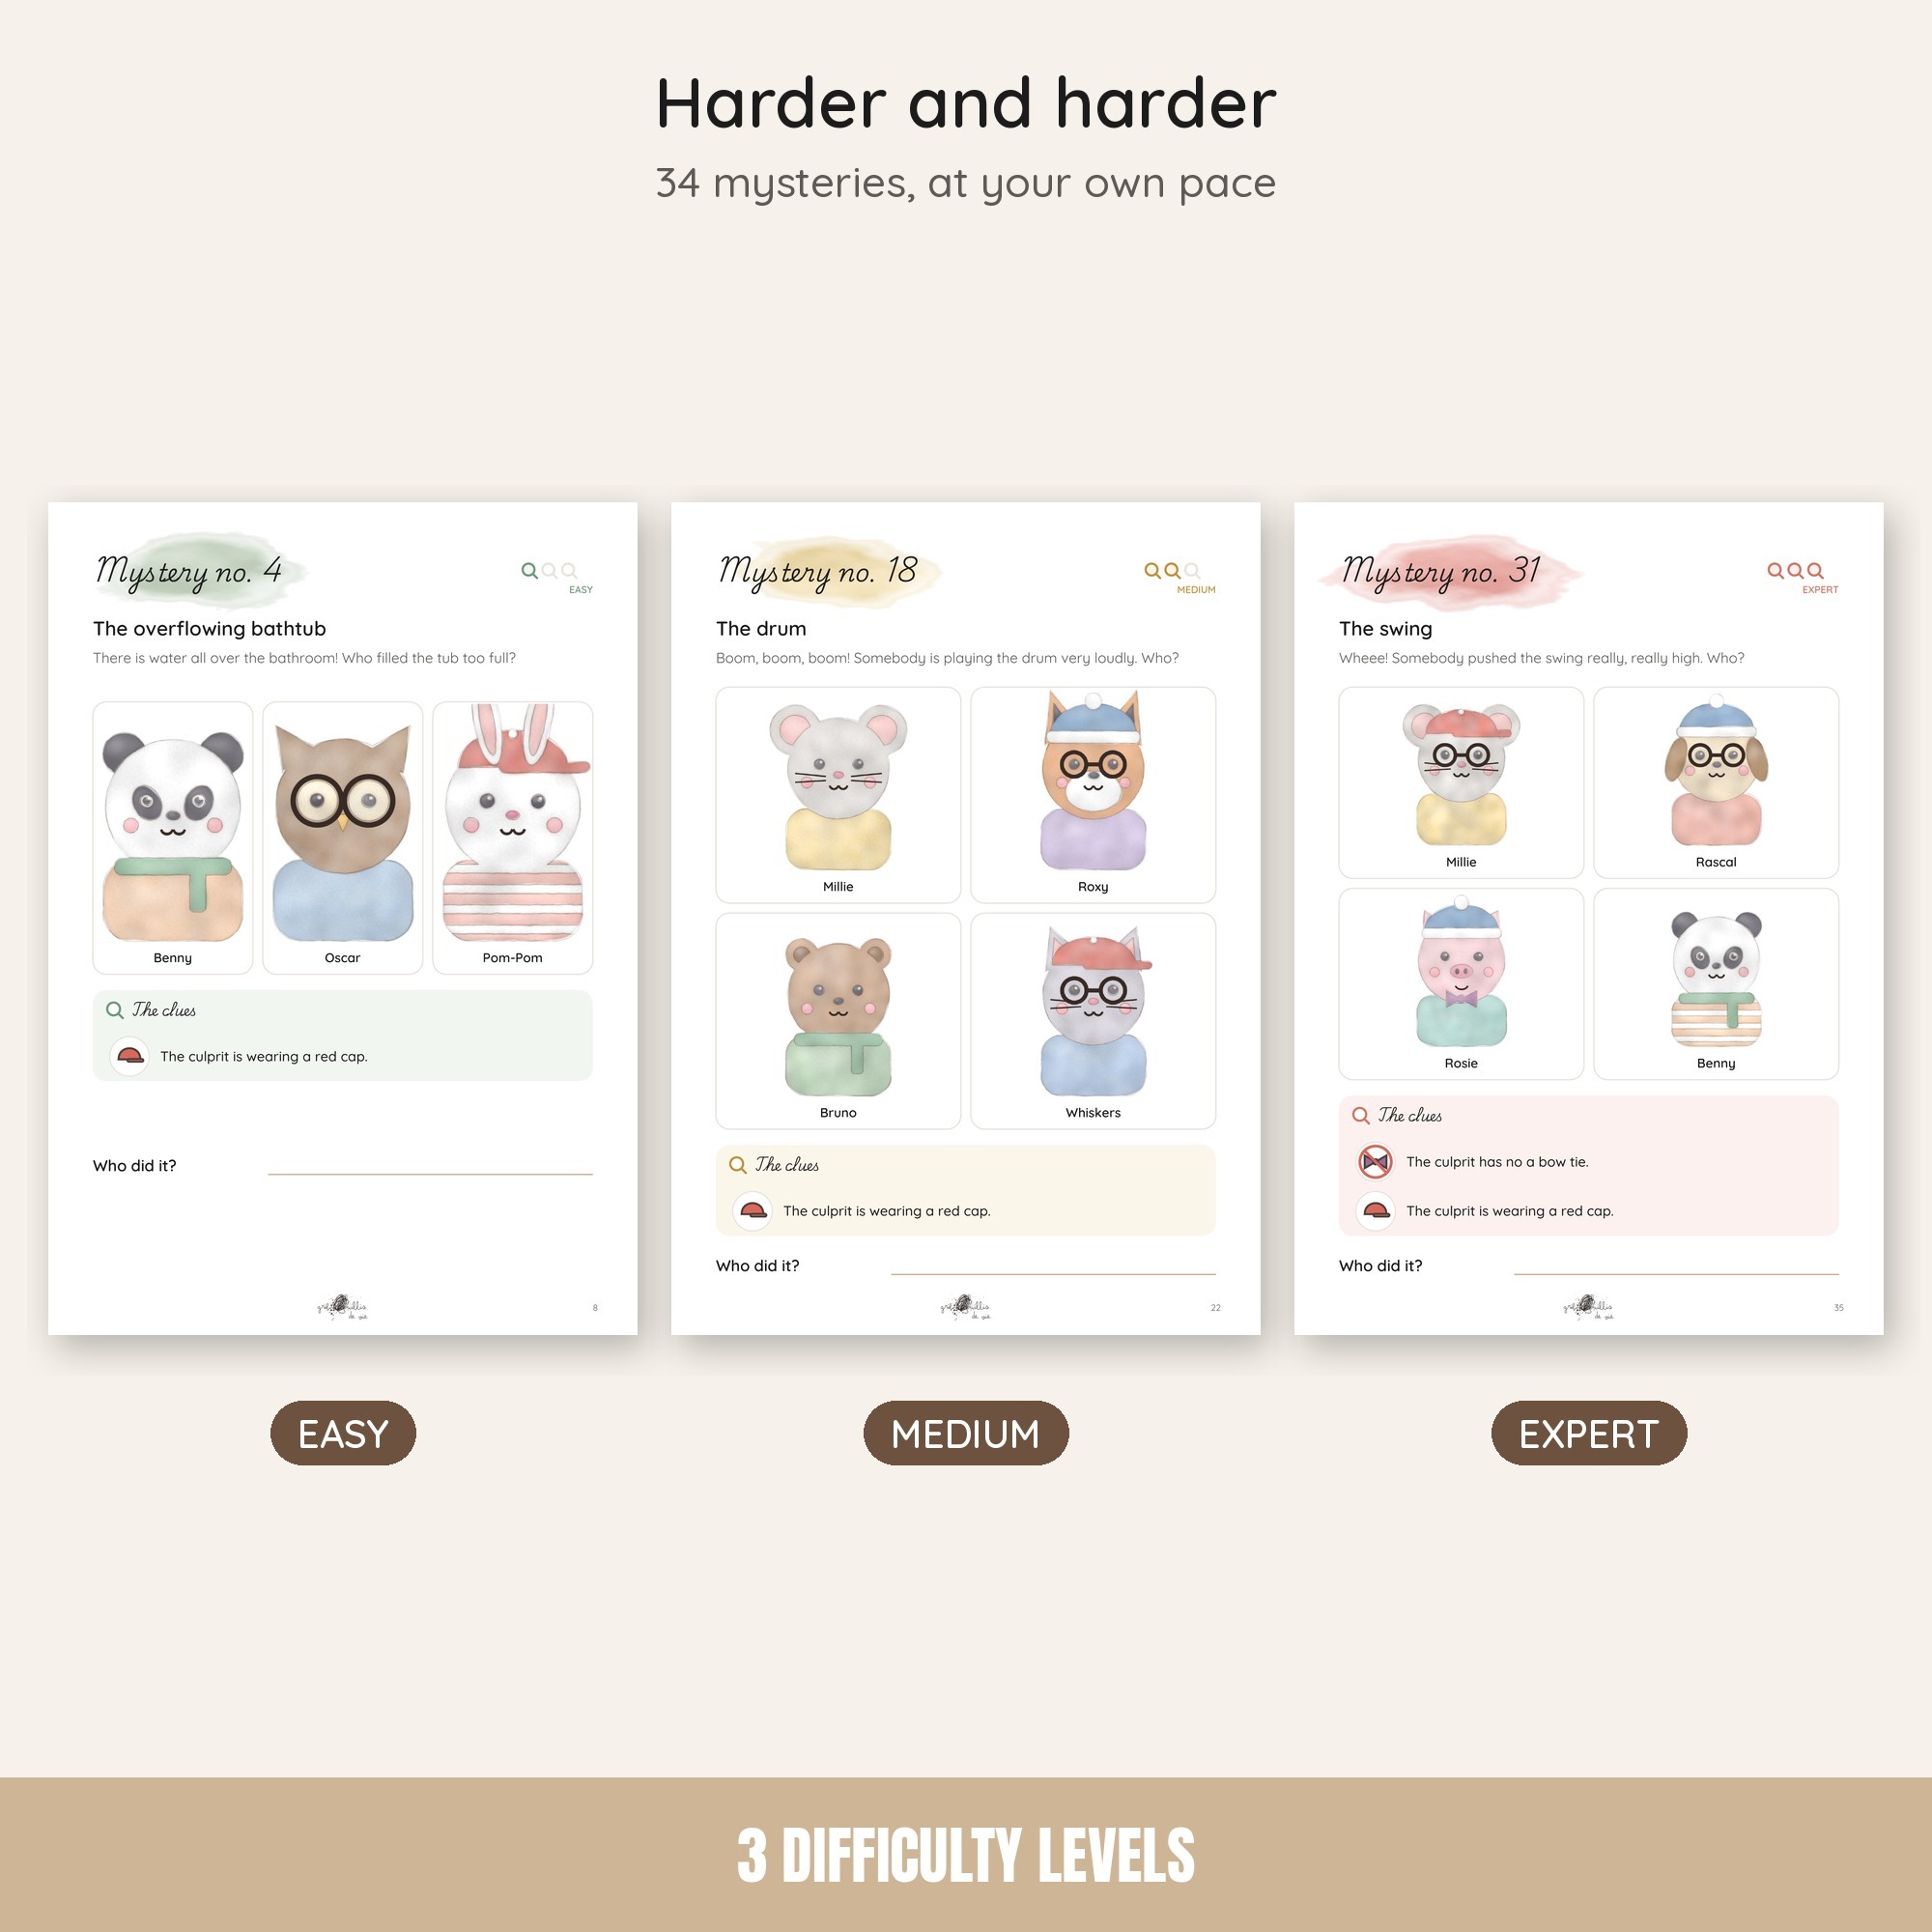 Harder and harder
34 mysteries, at your own pace
Mystery no. 4
EASY
The overflowing bathtub
There is water all over the bathroom! Who filled the tub too full?
Benny
Oscar
Pom-Pom
The clues
The culprit is wearing a red cap.
Who did it?
8
Mystery no. 18
MEDIUM
The drum
Boom, boom, boom! Somebody is playing the drum very loudly. Who?
Millie
Roxy
Bruno
Whiskers
The clues
The culprit is wearing a red cap.
Who did it?
22
Mystery no. 31
EXPERT
The swing
Wheee! Somebody pushed the swing really, really high. Who?
Millie
Rascal
Rosie
Benny
The clues
The culprit has no a bow tie.
The culprit is wearing a red cap.
Who did it?
35
EASY
MEDIUM
EXPERT
3 DIFFICULTY LEVELS